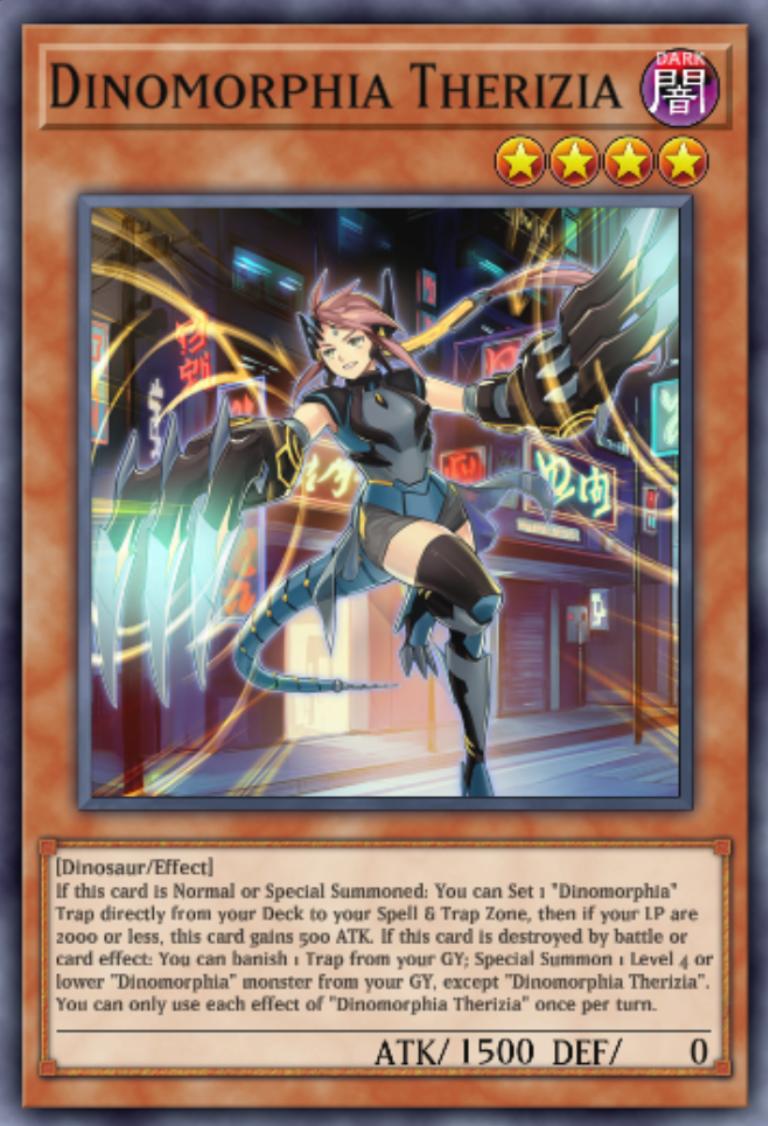 DINOMORPHIA THERIZIA
DARK
闇
[Dinosaur/Effect]
If this card is Normal or Special Summoned: You can Set 1 "Dinomorphia"
Trap directly from your Deck to your Spell & Trap Zone, then if your LP are
2000 or less, this card gains 500 ATK. If this card is destroyed by battle or
card effect: You can banish 1 Trap from your GY; Special Summon 1 Level 4 or
lower "Dinomorphia" monster from your GY, except "Dinomorphia Therizia".
You can only use each effect of "Dinomorphia Therizia" once per turn.
ATK/ 1500 DEF/ 0